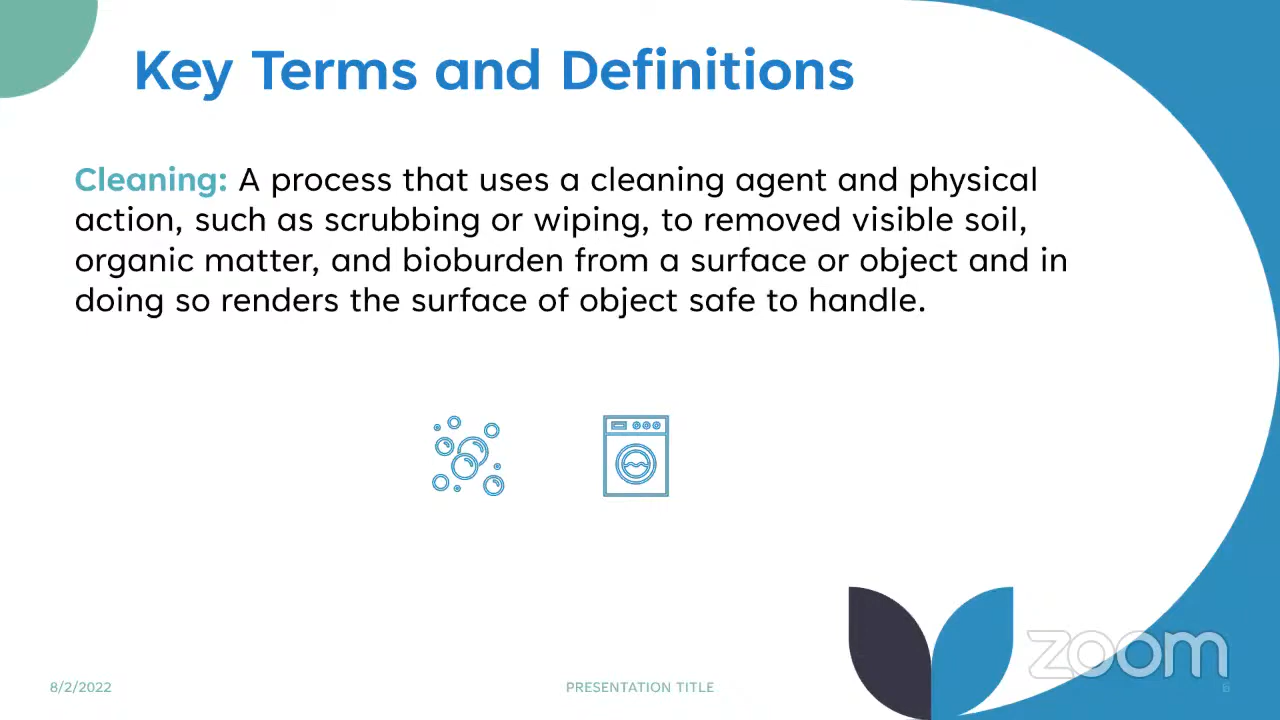 Key Terms and Definitions
Cleaning: A process that uses a cleaning agent and physical
action, such as scrubbing or wiping, to removed visible soil,
organic matter, and bioburden from a surface or object and in
doing so renders the surface of object safe to handle.
zoom
8/2/2022
PRESENTATION TITLE